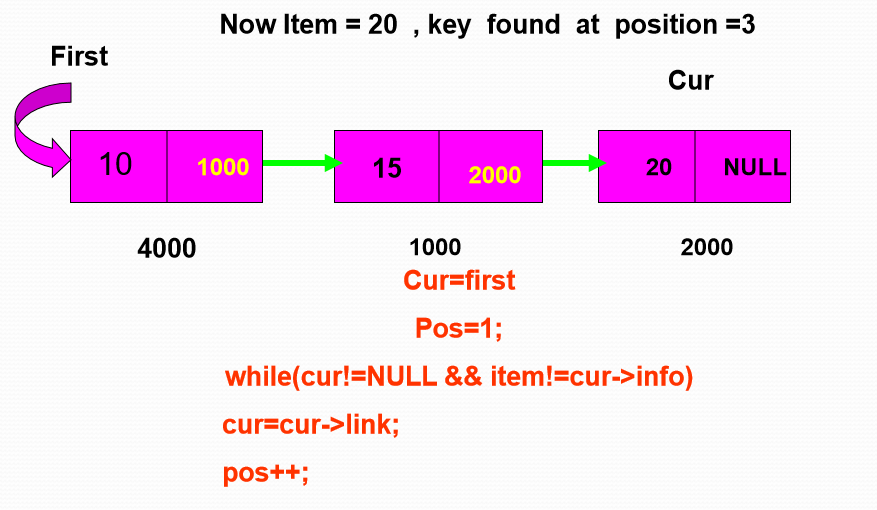 Now Item = 20 , key found at position =3
First
Cur
10 1000 15 2000 20 NULL
4000 1000 2000
Cur=first
Pos=1;
while(cur!=NULL && item!=cur->info)
cur=cur->link;
pos++;